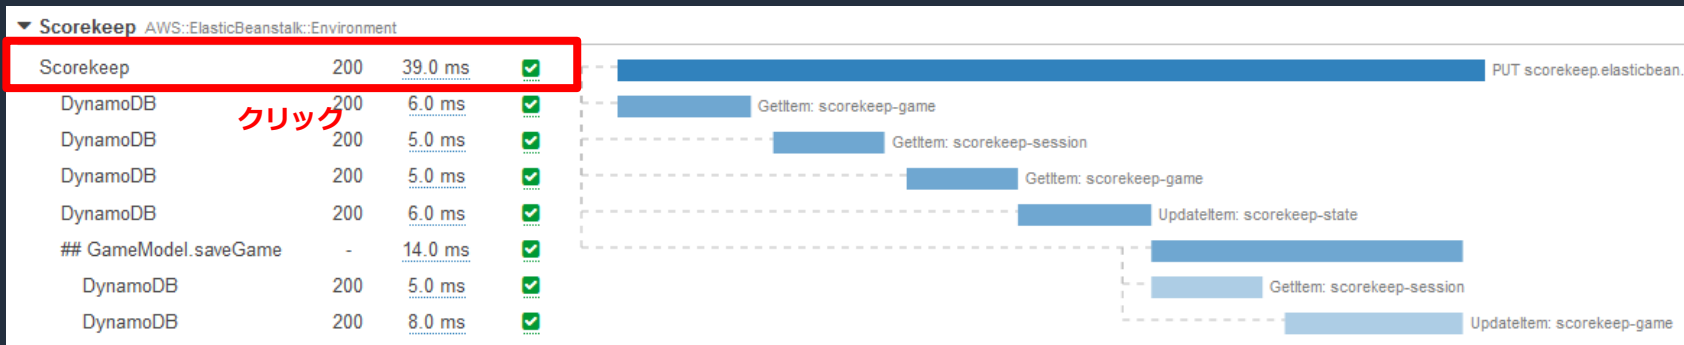 Scorekeep AWS::ElasticBeanstalk::Environment
Scorekeep 200 39.0 ms PUT scorekeep.elasticbean.
DynamoDB 200 6.0 ms GetItem: scorekeep-game
クリック
DynamoDB 200 5.0 ms GetItem: scorekeep-session
DynamoDB 200 5.0 ms GetItem: scorekeep-game
DynamoDB 200 6.0 ms UpdateItem: scorekeep-state
## GameModel.saveGame - 14.0 ms
DynamoDB 200 5.0 ms GetItem: scorekeep-session
DynamoDB 200 8.0 ms UpdateItem: scorekeep-game